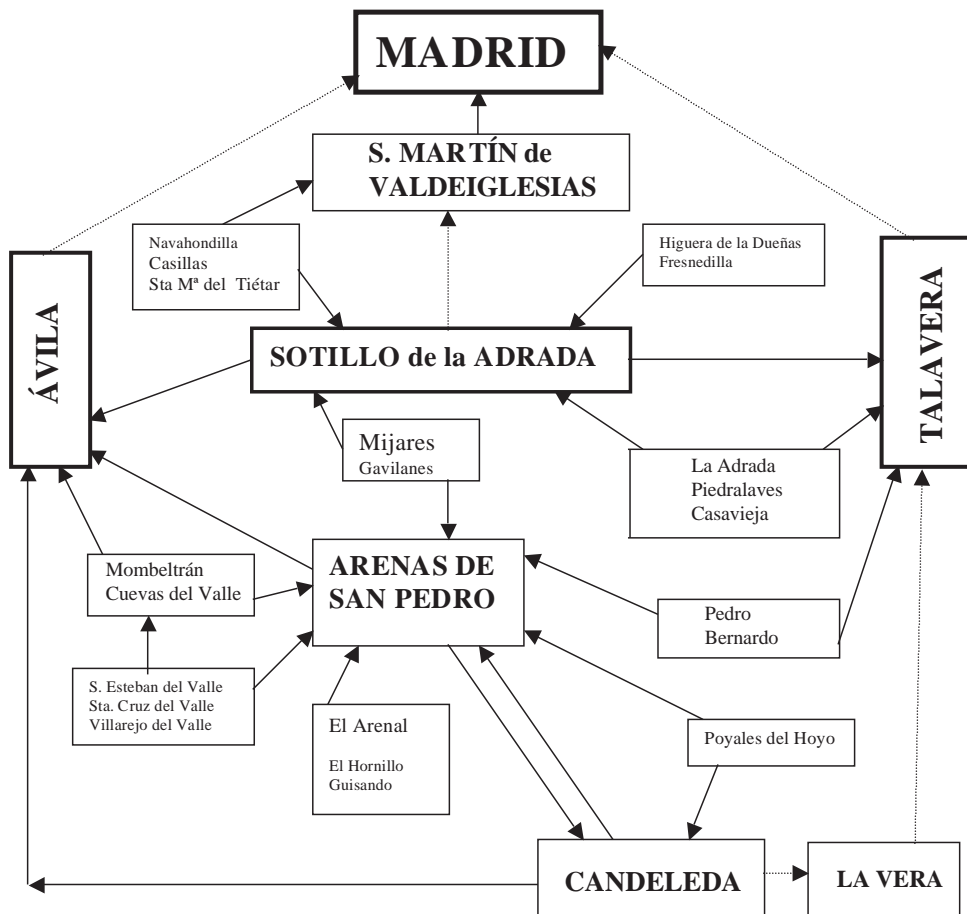 MADRID
S. MARTÍN de
VALDEIGLESIAS
Navahondilla
Casillas
Sta Mª del Tiétar
Higuera de la Dueñas
Fresnedilla
ÁVILA
SOTILLO de la ADRADA
TALAVERA
Mijares
Gavilanes
La Adrada
Piedralaves
Casavieja
Mombeltrán
Cuevas del Valle
ARENAS DE
SAN PEDRO
Pedro
Bernardo
S. Esteban del Valle
Sta. Cruz del Valle
Villarejo del Valle
El Arenal
El Hornillo
Guisando
Poyales del Hoyo
CANDELEDA
LA VERA